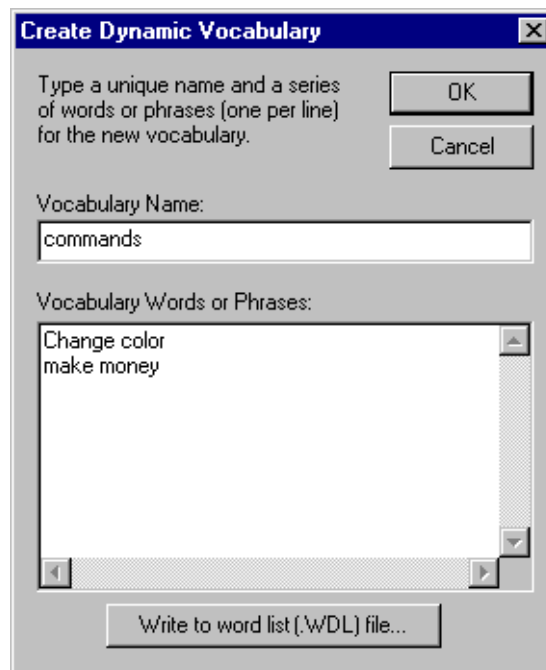 Create Dynamic Vocabulary
Type a unique name and a series
of words or phrases (one per line)
for the new vocabulary.
OK
Cancel
Vocabulary Name:
commands
Vocabulary Words or Phrases:
Change color
make money
Write to word list (.WDL) file...